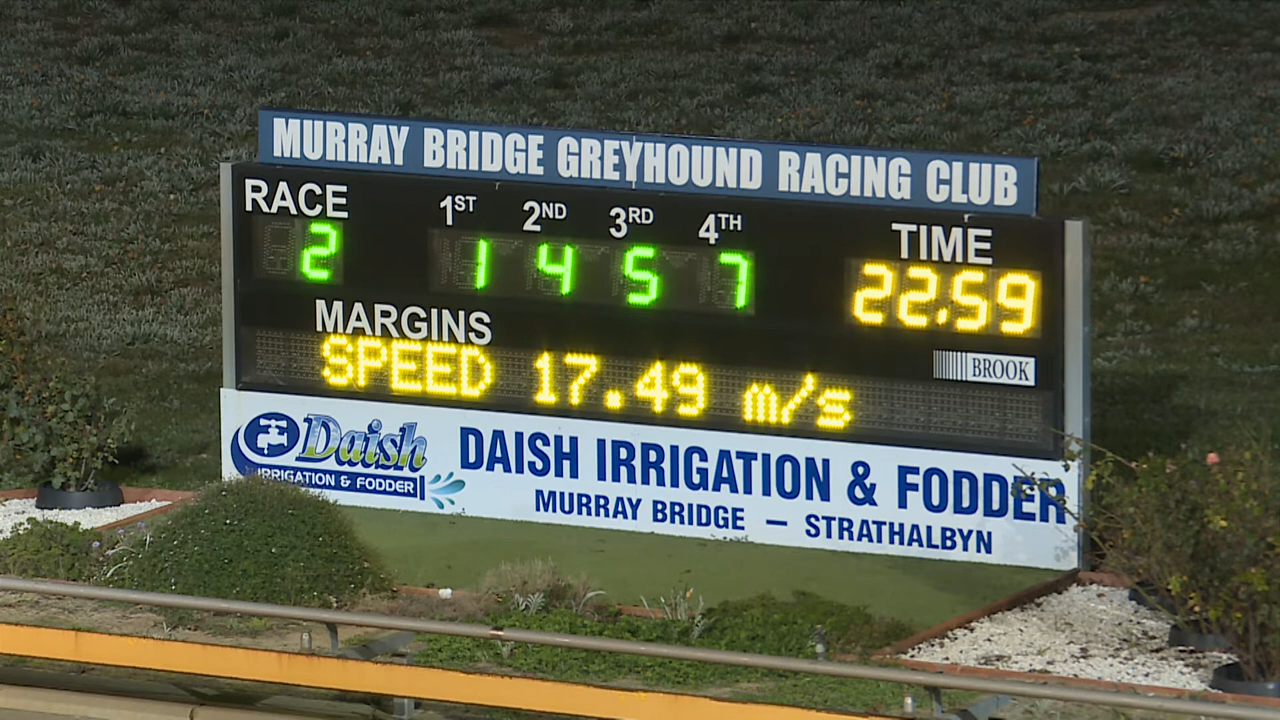 MURRAY BRIDGE GREYHOUND RACING CLUB
RACE 1ST 2ND 3RD 4TH TIME
2 1 4 5 7 22.59
MARGINS
BROOK
SPEED 17.49 m/s
Daish
IRRIGATION & FODDER
DAISH IRRIGATION & FODDER
MURRAY BRIDGE – STRATHALBYN